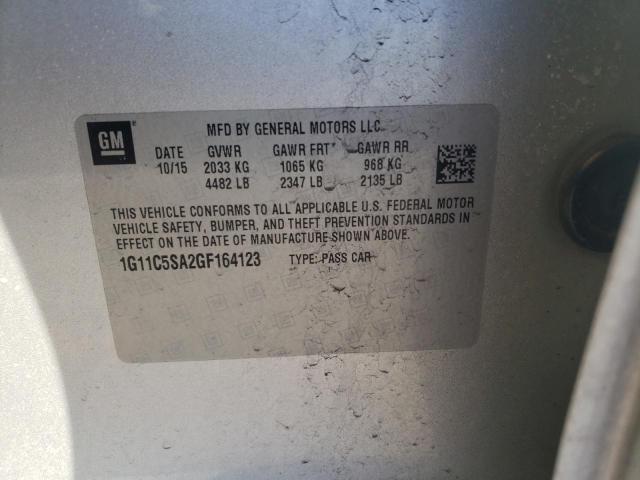 GM
MFD BY GENERAL MOTORS LLC
DATE GVWR GAWR FRT GAWR RR
10/15 2033 KG 1065 KG 968 KG
4482 LB 2347 LB 2135 LB
THIS VEHICLE CONFORMS TO ALL APPLICABLE U.S. FEDERAL MOTOR
VEHICLE SAFETY, BUMPER, AND THEFT PREVENTION STANDARDS IN
EFFECT ON THE DATE OF MANUFACTURE SHOWN ABOVE.
1G11C5SA2GF164123 TYPE: PASS CAR